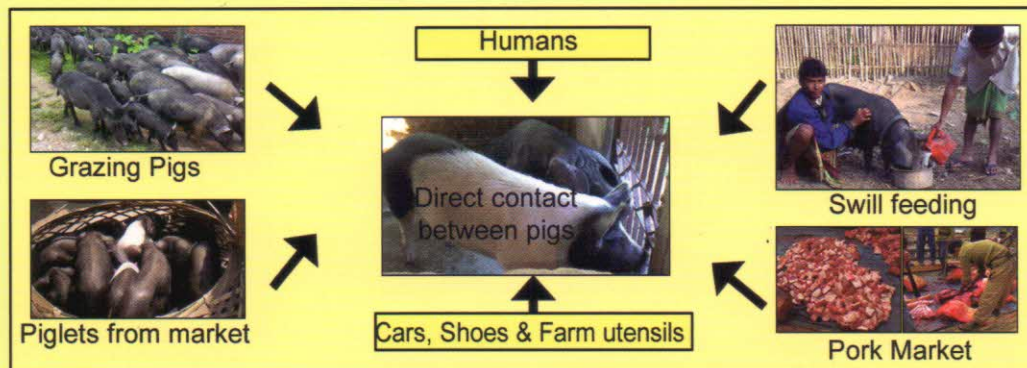 Humans
Grazing Pigs
Direct contact
between pigs
Swill feeding
Piglets from market
Cars, Shoes & Farm utensils
Pork Market